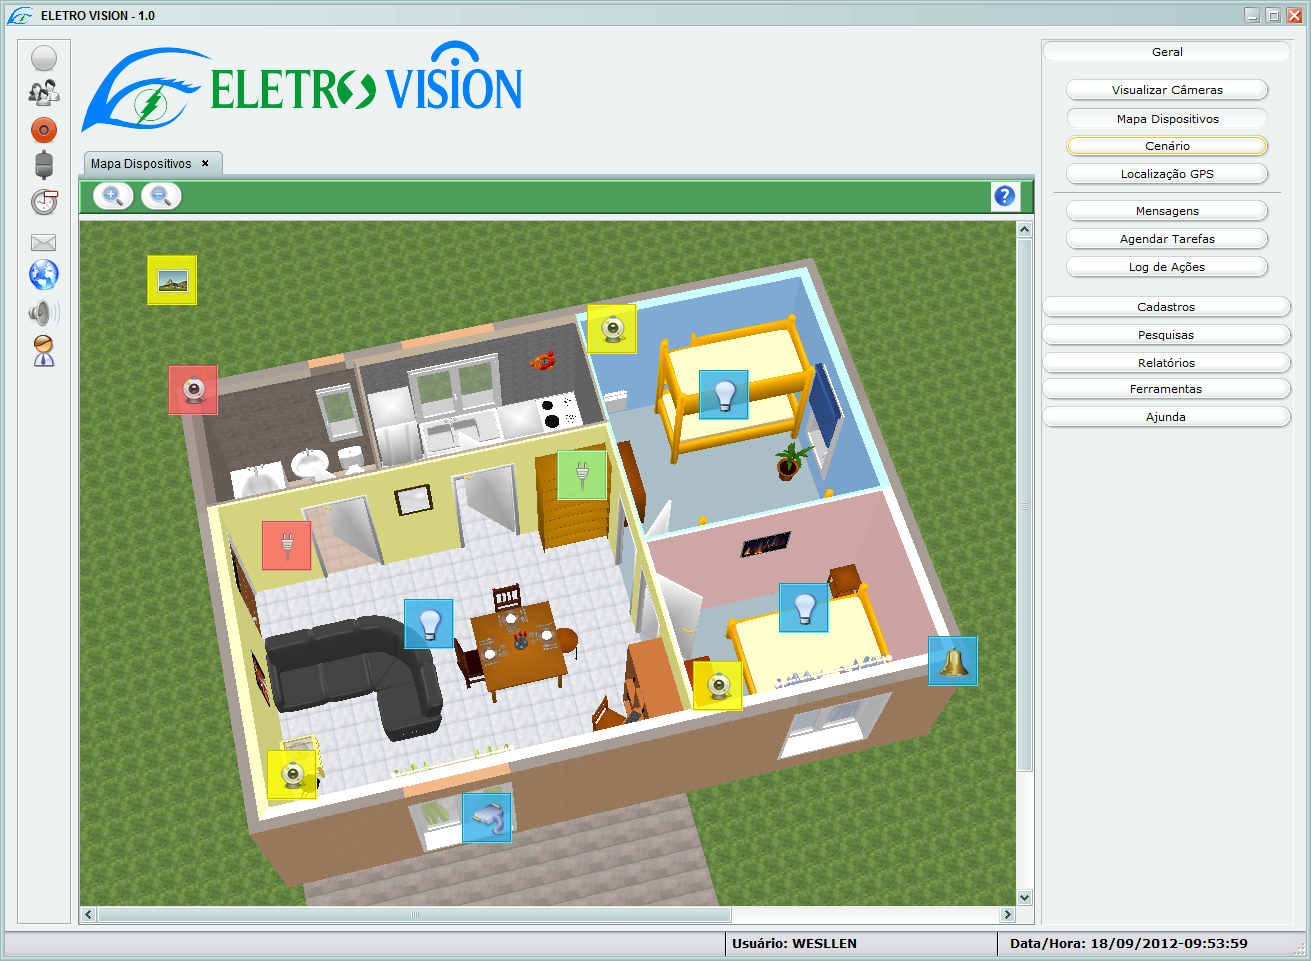 ELETRO VISION - 1.0
ELETRO VISION
Mapa Dispositivos
Geral
Visualizar Câmeras
Mapa Dispositivos
Cenário
Localização GPS
Mensagens
Agendar Tarefas
Log de Ações
Cadastros
Pesquisas
Relatórios
Ferramentas
Ajunda
Usuário: WESLLEN
Data/Hora: 18/09/2012-09:53:59